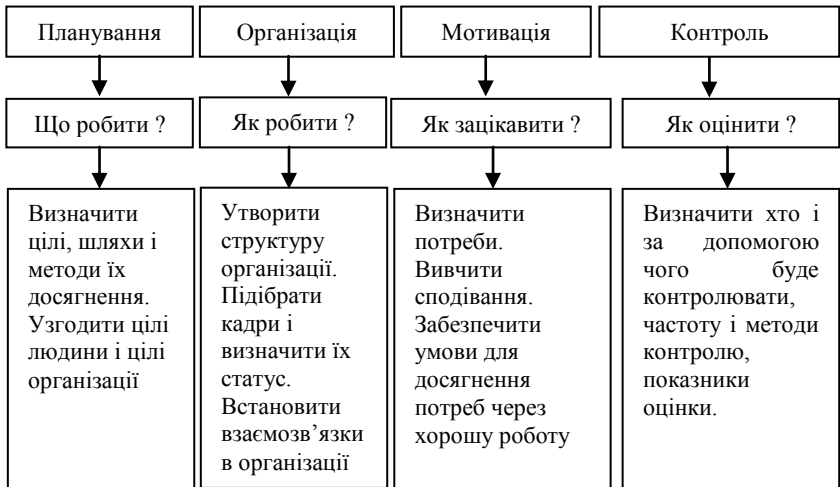 Планування
Організація
Мотивація
Контроль
Що робити ?
Як робити ?
Як зацікавити ?
Як оцінити ?
Визначити
цілі, шляхи і
методи їх
досягнення.
Узгодити цілі
людини і цілі
організації
Утворити
структуру
організації.
Підібрати
кадри і
визначити їх
статус.
Встановити
взаємозв’язки
в організації
Визначити
потреби.
Вивчити
сподівання.
Забезпечити
умови для
досягнення
потреб через
хорошу роботу
Визначити хто і
за допомогою
чого буде
контролювати,
частоту і методи
контролю,
показники
оцінки.